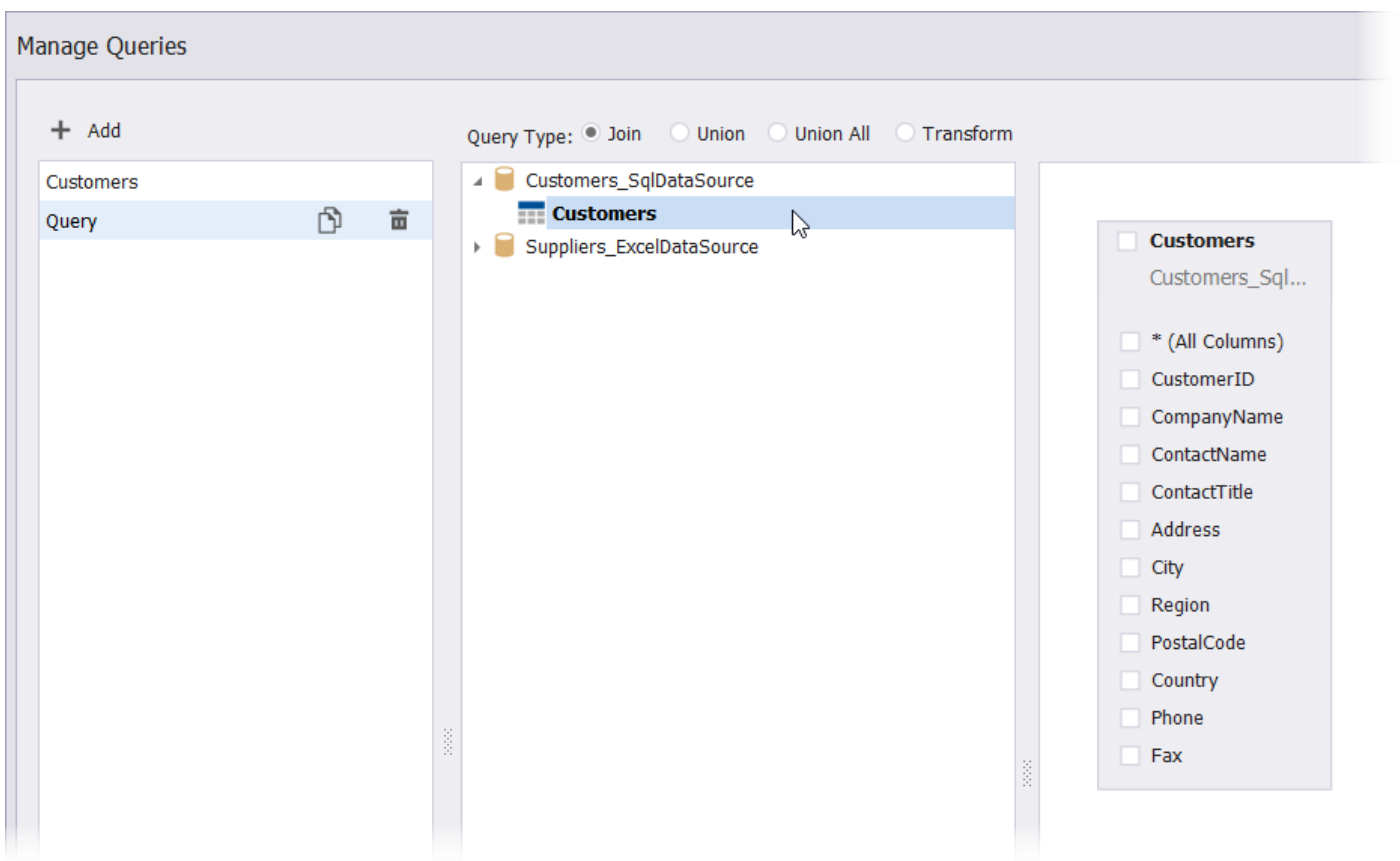 Manage Queries
Add
Query Type: Join Union Union All Transform
Customers
Query
Customers_SqlDataSource
Customers
Suppliers_ExcelDataSource
Customers
Customers_Sql...
* (All Columns)
CustomerID
CompanyName
ContactName
ContactTitle
Address
City
Region
PostalCode
Country
Phone
Fax